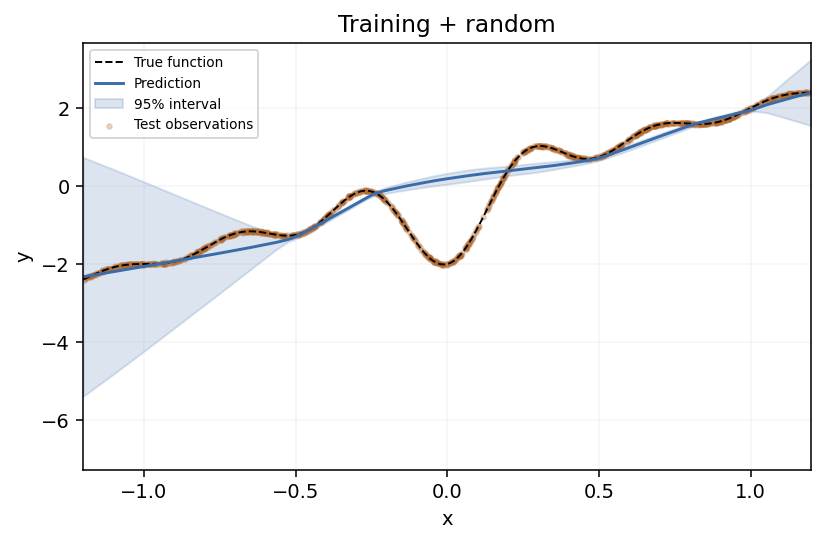 Training + random
True function
Prediction
95% interval
Test observations
2
0
−2
−4
−6
y
−1.0 −0.5 0.0 0.5 1.0
x